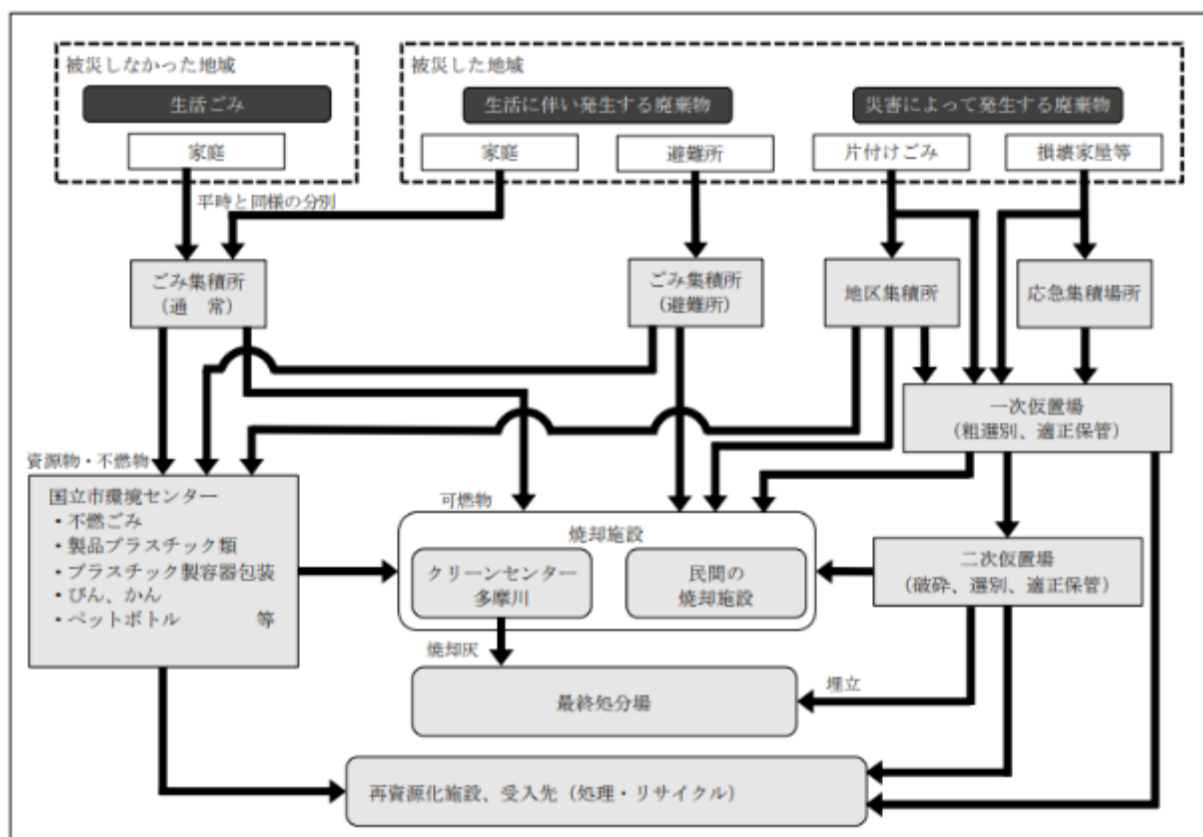 被災しなかった地域
生活ごみ
家庭
被災した地域
生活に伴い発生する廃棄物
家庭
避難所
災害によって発生する廃棄物
片付けごみ
損壊家屋等
平時と同様の分別
ごみ集積所
（通　常）
ごみ集積所
（避難所）
地区集積所
応急集積場所
一次仮置場
（粗選別、適正保管）
資源物・不燃物
国立市環境センター
・不燃ごみ
・製品プラスチック類
・プラスチック製容器包装
・びん、かん
・ペットボトル　　　等
可燃物
焼却施設
クリーンセンター
多摩川
民間の
焼却施設
二次仮置場
（破砕、選別、適正保管）
焼却灰
最終処分場
埋立
再資源化施設、受入先（処理・リサイクル）